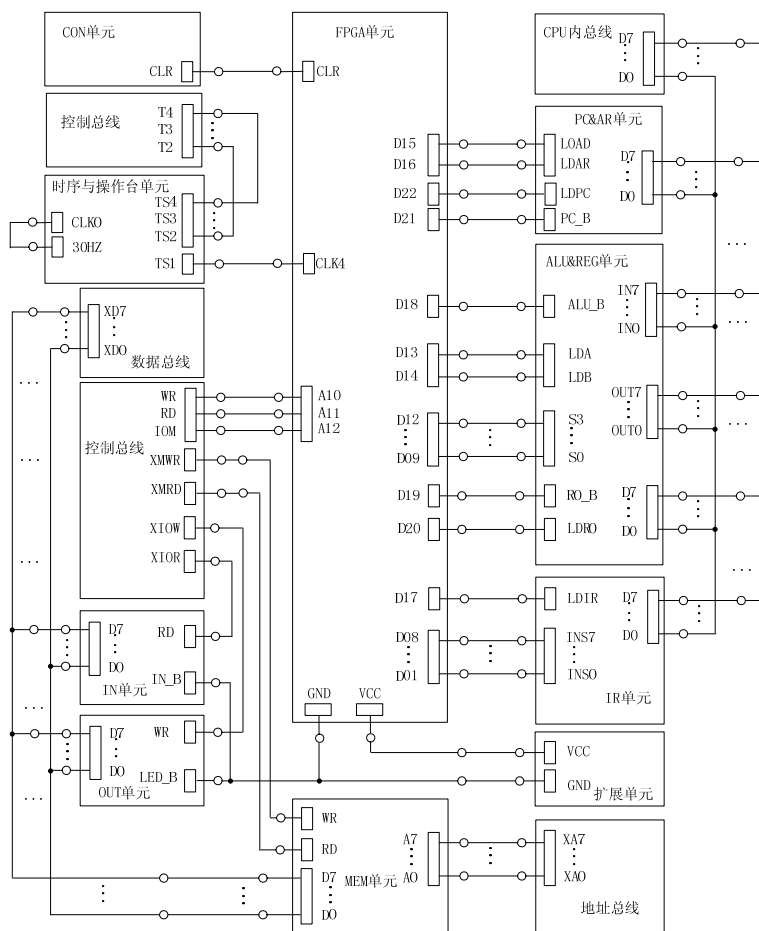 CON单元
CLR
控制总线
T4
T3
T2
时序与操作台单元
CLK0
30HZ
TS4
TS3
TS2
TS1
XD7
XD0
数据总线
WR
RD
IOM
控制总线
XMWR
XMRD
XIOW
XIOR
D7
D0
RD
IN_B
IN单元
D7
D0
WR
LED_B
OUT单元
FPGA单元
CLR
CLK4
A10
A11
A12
D15
D16
D22
D21
D18
D13
D14
D12
D09
D19
D20
D17
D08
D01
GND
VCC
WR
RD
D7
D0
MEM单元
A7
A0
CPU内总线
D7
D0
PC&AR单元
LOAD
LDAR
LDPC
PC_B
D7
D0
ALU&REG单元
ALU_B
LDA
LDB
S3
S0
R0_B
LDR0
IN7
IN0
OUT7
OUT0
D7
D0
LDIR
INS7
INS0
D7
D0
IR单元
VCC
GND
扩展单元
XA7
XA0
地址总线